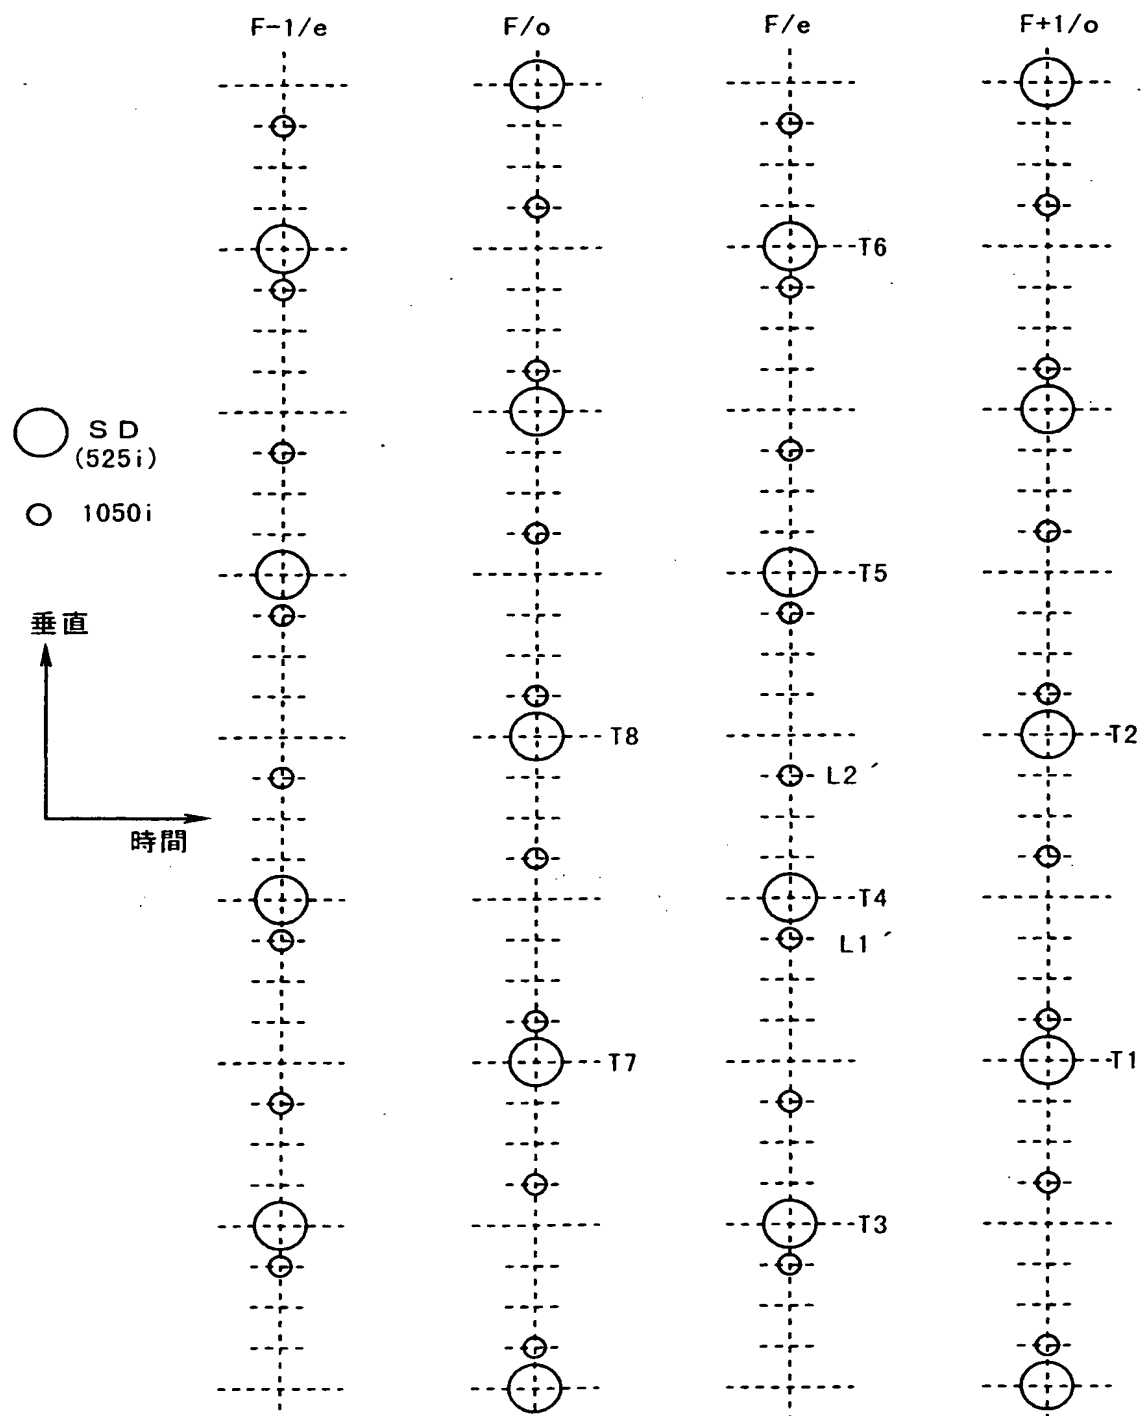 F-1/e F/o F/e F+1/o
T6
SD
(525i)
1050i
T5
垂直
T8 T2
L2´
時間
T4
L1´
T7 T1
T3